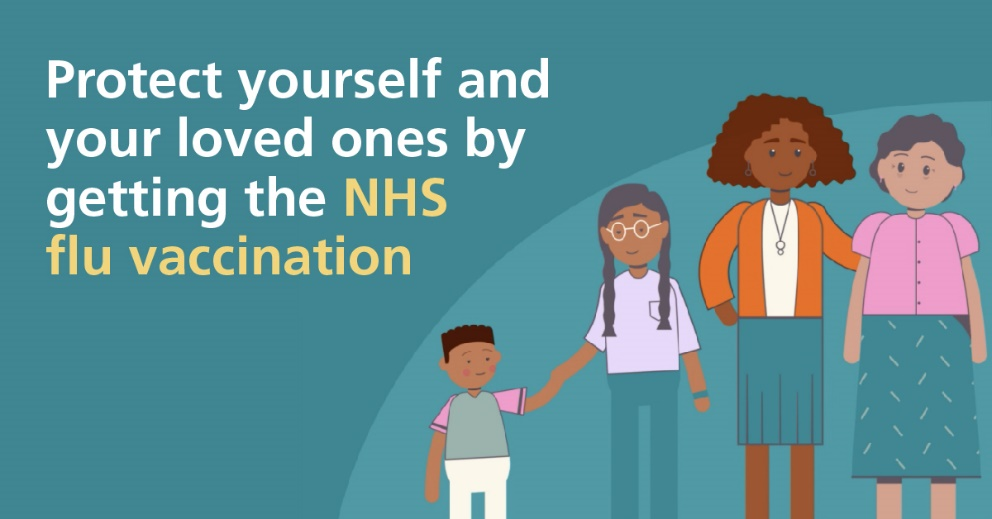 Protect yourself and
your loved ones by
getting the NHS
flu vaccination